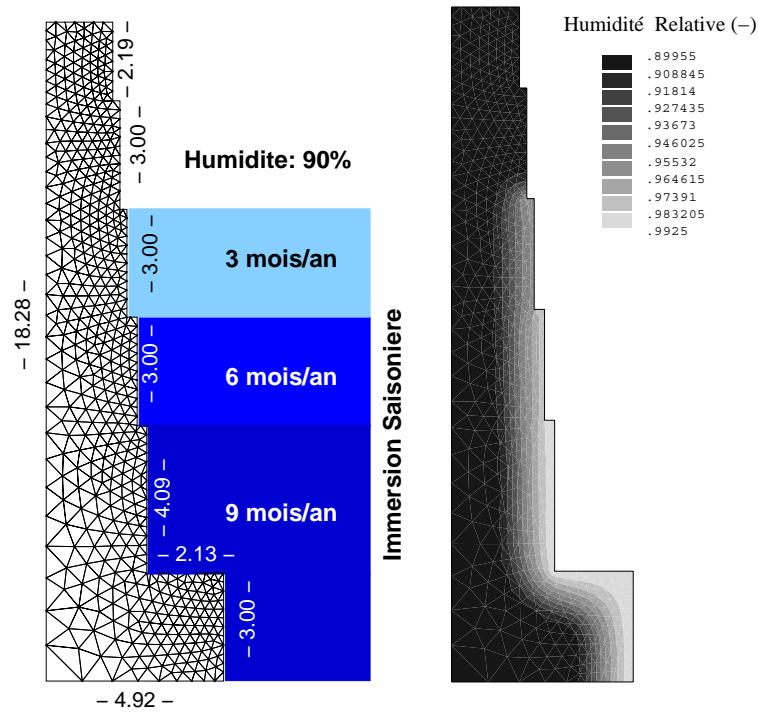 − 2.19 −
− 3.00 −
Humidite: 90%
− 3.00 −
3 mois/an
− 18.28 −
− 3.00 −
6 mois/an
Immersion Saisoniere
− 4.09 −
9 mois/an
− 2.13 −
− 3.00 −
− 4.92 −
Humidité Relative (−)
.89955
.908845
.91814
.927435
.93673
.946025
.95532
.964615
.97391
.983205
.9925